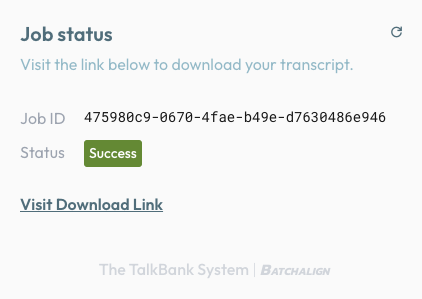 Job status
Visit the link below to download your transcript.
Job ID 475980c9-0670-4fae-b49e-d7630486e946
Status Success
Visit Download Link
The TalkBank System | BATCHALIGN